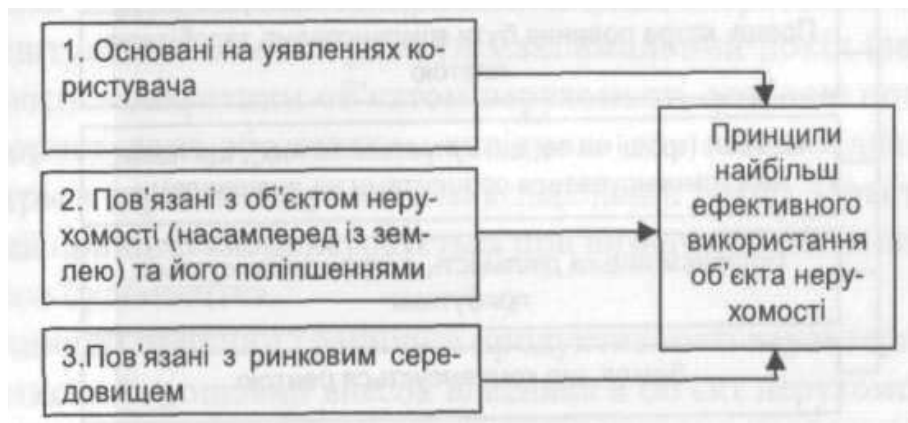 1. Основані на уявленнях ко-
ристувача
2. Пов'язані з об'єктом неру-
хомості (насамперед із зем-
лею) та його поліпшеннями
3.Пов'язані з ринковим сере-
довищем
Принципи
найбільш
ефективного
використання
об'єкта неру-
хомості